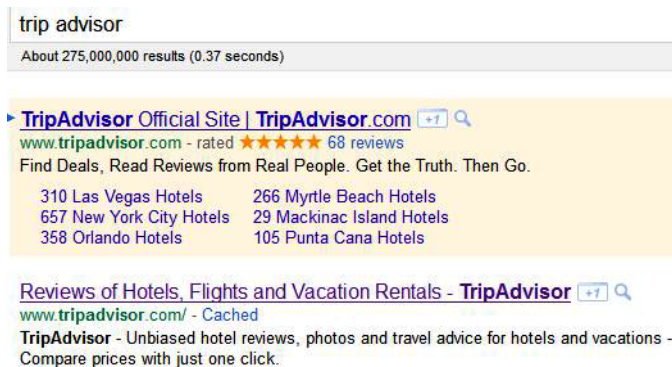 trip advisor
About 275,000,000 results (0.37 seconds)
TripAdvisor Official Site | TripAdvisor.com +1
www.tripadvisor.com - rated ★★★★★ 68 reviews
Find Deals, Read Reviews from Real People. Get the Truth. Then Go.
310 Las Vegas Hotels 266 Myrtle Beach Hotels
657 New York City Hotels 29 Mackinac Island Hotels
358 Orlando Hotels 105 Punta Cana Hotels
Reviews of Hotels, Flights and Vacation Rentals - TripAdvisor +1
www.tripadvisor.com/ - Cached
TripAdvisor - Unbiased hotel reviews, photos and travel advice for hotels and vacations -
Compare prices with just one click.